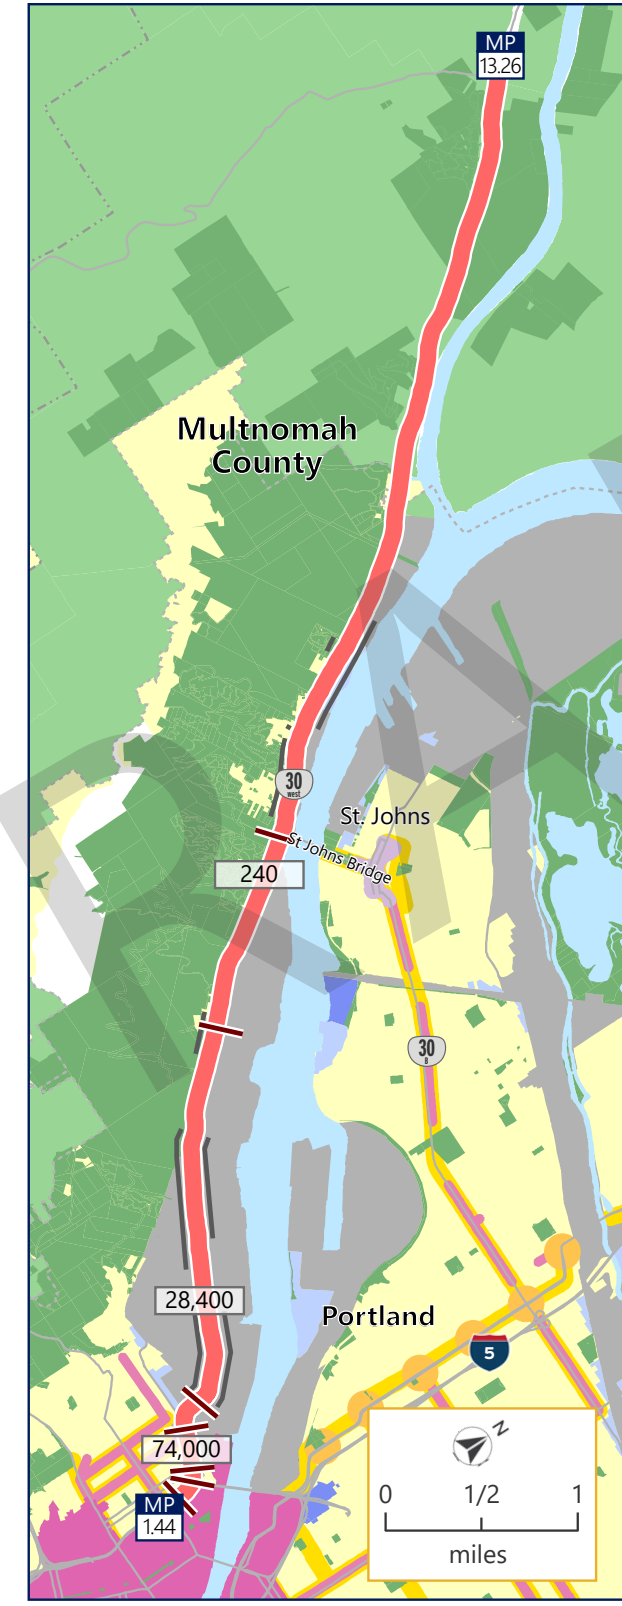 MP
13.26
Multnomah
County
30
west
St. Johns
St Johns Bridge
240
30
B
28,400
Portland
5
74,000
MP
1.44
N
0 1/2 1
miles